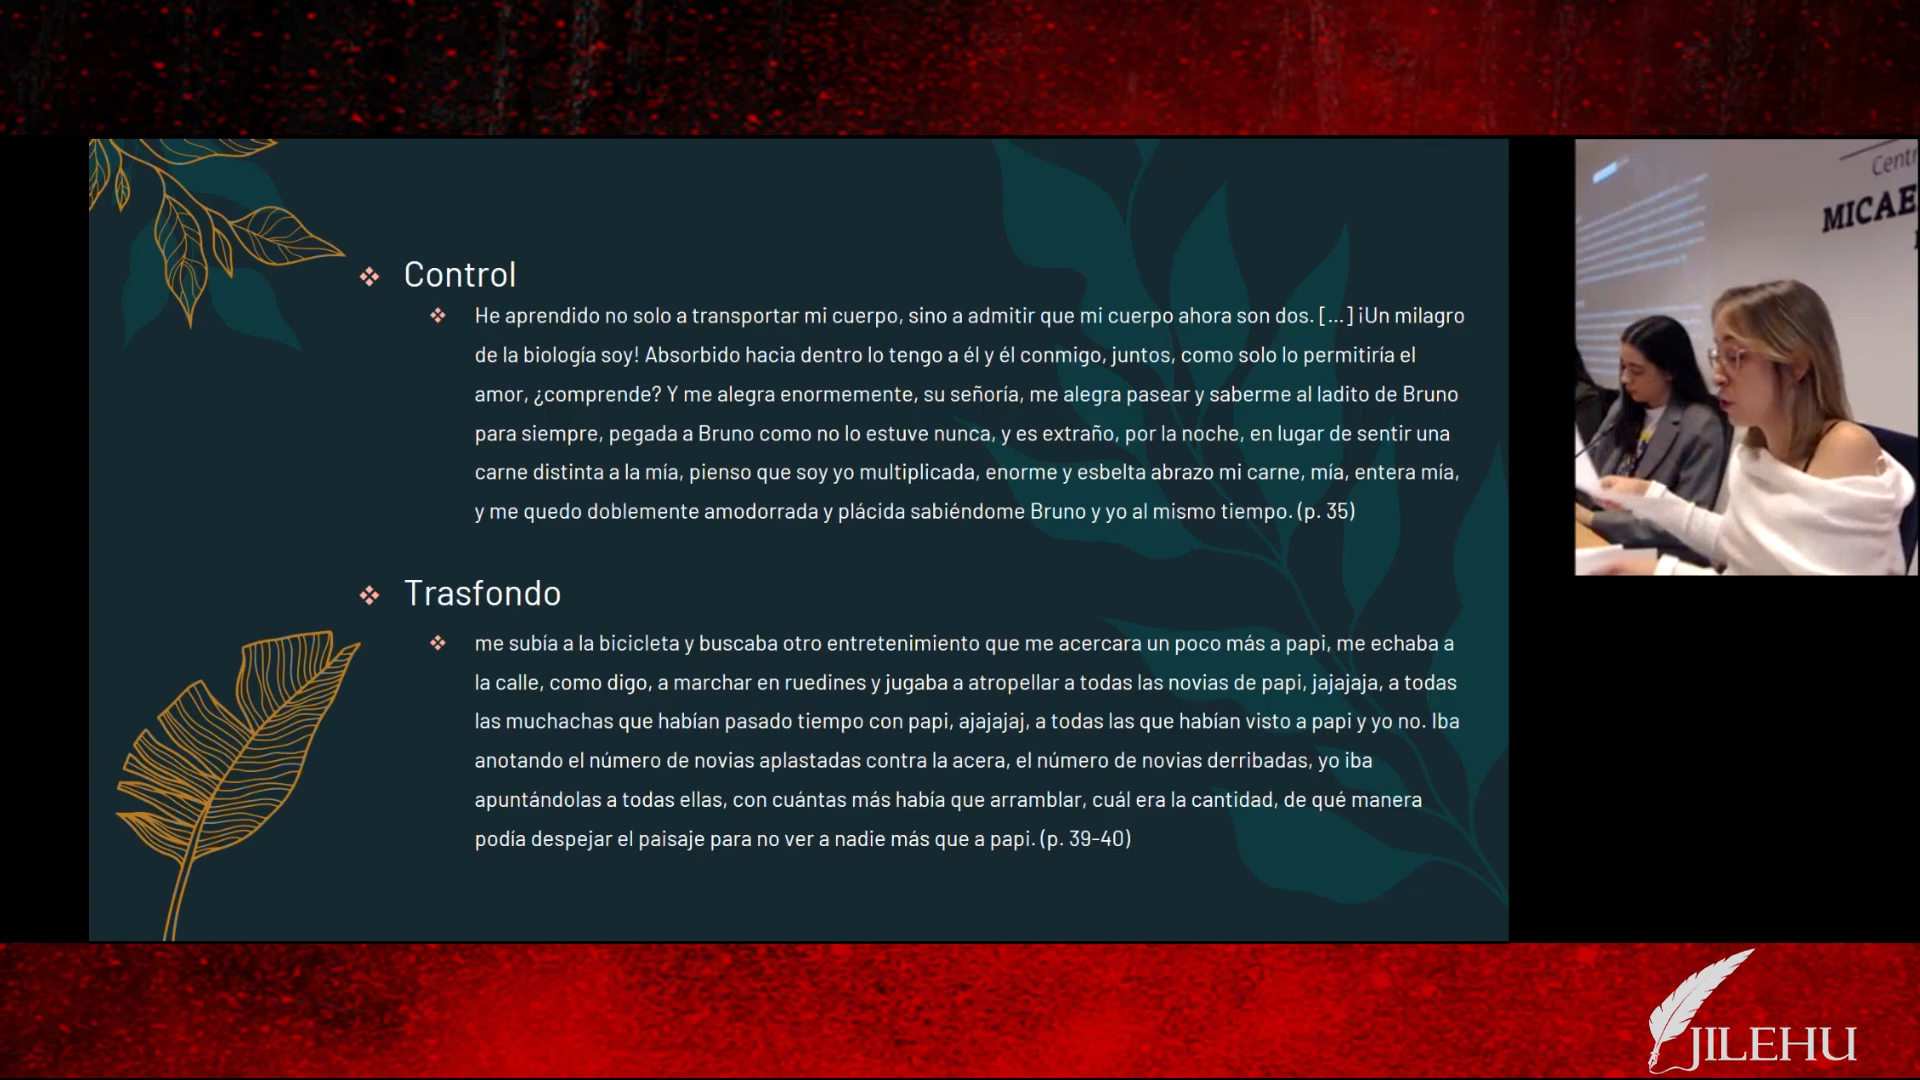 Control
He aprendido no solo a transportar mi cuerpo, sino a admitir que mi cuerpo ahora son dos. [...] ¡Un milagro
de la biología soy! Absorbido hacia dentro lo tengo a él y él conmigo, juntos, como solo lo permitiría el
amor, ¿comprende? Y me alegra enormemente, su señoría, me alegra pasear y saberme al ladito de Bruno
para siempre, pegada a Bruno como no lo estuve nunca, y es extraño, por la noche, en lugar de sentir una
carne distinta a la mía, pienso que soy yo multiplicada, enorme y esbelta abrazo mi carne, mía, entera mía,
y me quedo doblemente amodorrada y plácida sabiéndome Bruno y yo al mismo tiempo. (p. 35)
Trasfondo
me subía a la bicicleta y buscaba otro entretenimiento que me acercara un poco más a papi, me echaba a
la calle, como digo, a marchar en ruedines y jugaba a atropellar a todas las novias de papi, jajajaja, a todas
las muchachas que habían pasado tiempo con papi, ajajajaj, a todas las que habían visto a papi y yo no. Iba
anotando el número de novias aplastadas contra la acera, el número de novias derribadas, yo iba
apuntándolas a todas ellas, con cuántas más había que arramblar, cuál era la cantidad, de qué manera
podía despejar el paisaje para no ver a nadie más que a papi. (p. 39-40)
Centr
MICAE
JILEHU